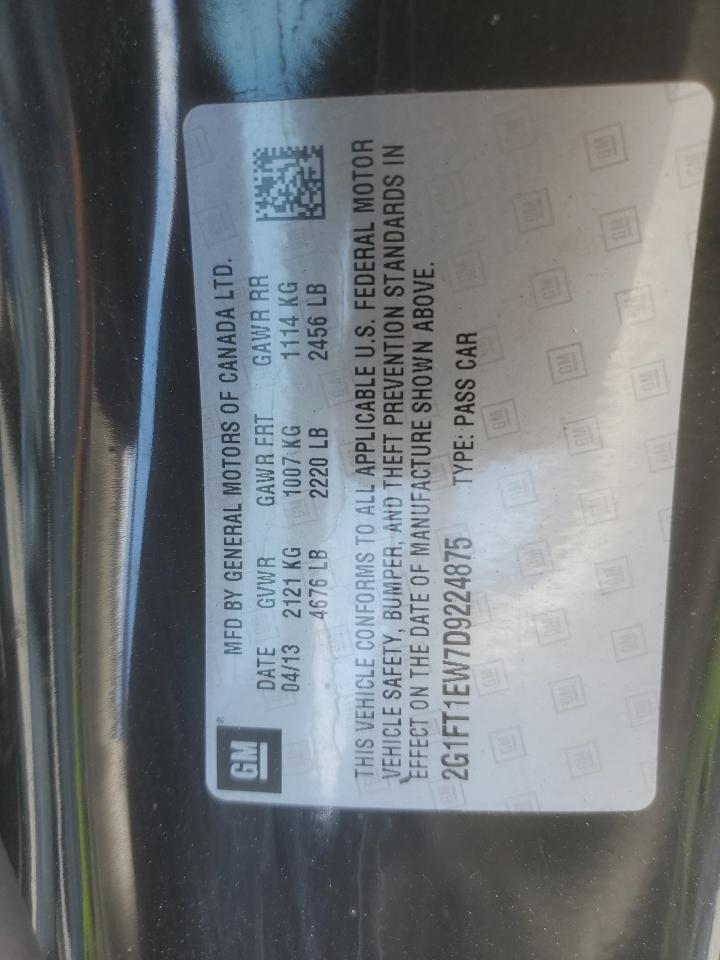 GM®
MFD BY GENERAL MOTORS OF CANADA LTD.
DATE GVWR GAWR FRT GAWR RR
04/13 2121 KG 1007 KG 1114 KG
4676 LB 2220 LB 2456 LB
THIS VEHICLE CONFORMS TO ALL APPLICABLE U.S. FEDERAL MOTOR
VEHICLE SAFETY, BUMPER, AND THEFT PREVENTION STANDARDS IN
EFFECT ON THE DATE OF MANUFACTURE SHOWN ABOVE.
2G1FT1EW7D9224875 TYPE: PASS CAR